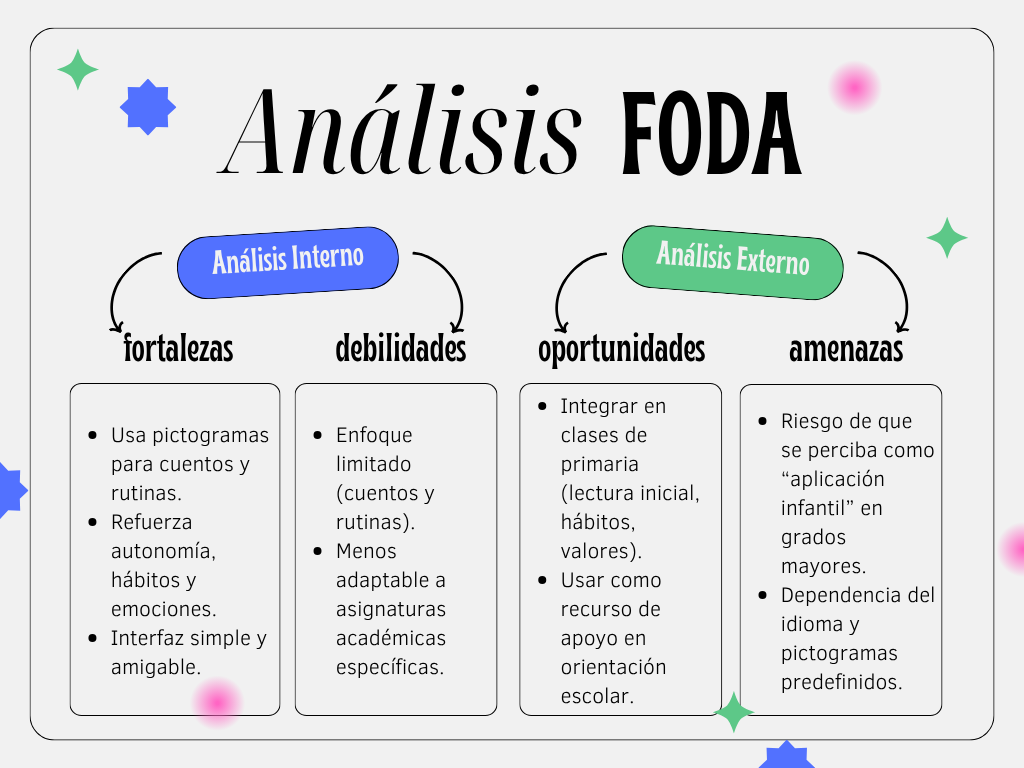 Análisis FODA
Análisis Interno
Análisis Externo
fortalezas
debilidades
oportunidades
amenazas
• Usa pictogramas
para cuentos y
rutinas.
• Refuerza
autonomía,
hábitos y
emociones.
• Interfaz simple y
amigable.
• Enfoque
limitado
(cuentos y
rutinas).
• Menos
adaptable a
asignaturas
académicas
específicas.
• Integrar en
clases de
primaria
(lectura inicial,
hábitos,
valores).
• Usar como
recurso de
apoyo en
orientación
escolar.
• Riesgo de que
se perciba como
“aplicación
infantil” en
grados
mayores.
• Dependencia del
idioma y
pictogramas
predefinidos.